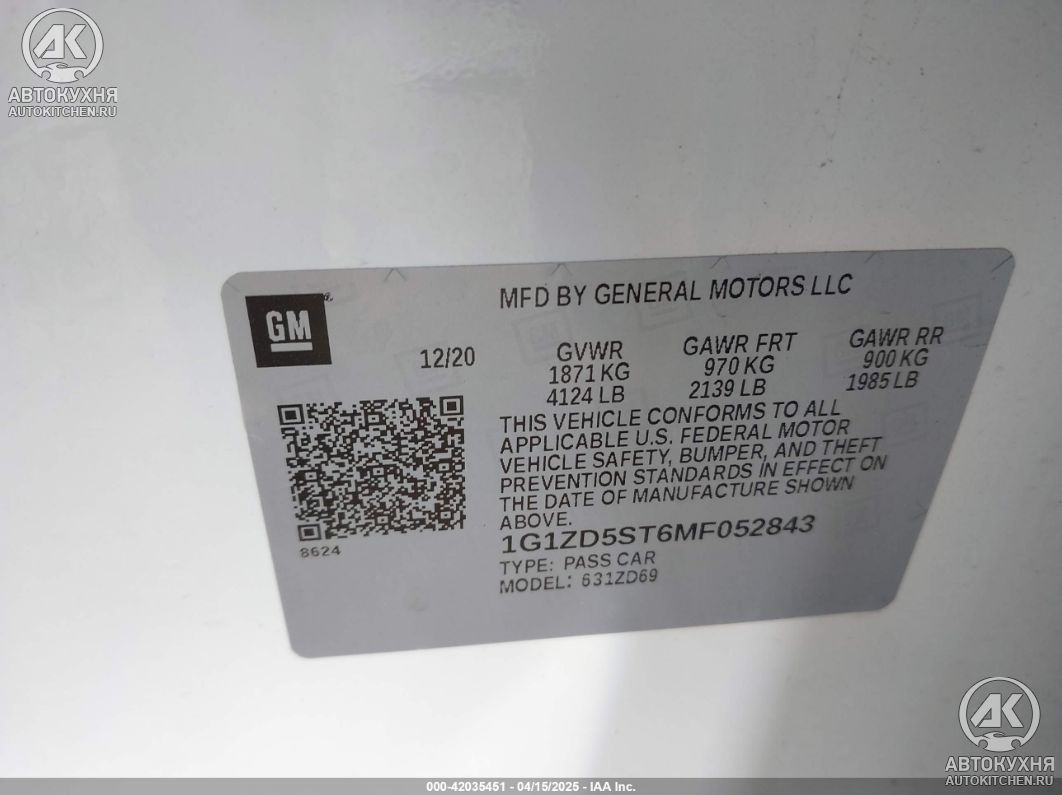 АВТОКУХНЯ
AUTOKITCHEN.RU
GM
MFD BY GENERAL MOTORS LLC
12/20
GVWR
1871 KG
4124 LB
GAWR FRT
970 KG
2139 LB
GAWR RR
900 KG
1985 LB
THIS VEHICLE CONFORMS TO ALL
APPLICABLE U.S. FEDERAL MOTOR
VEHICLE SAFETY, BUMPER, AND THEFT
PREVENTION STANDARDS IN EFFECT ON
THE DATE OF MANUFACTURE SHOWN
ABOVE.
8624
1G1ZD5ST6MF052843
TYPE: PASS CAR
MODEL: 631ZD69
АВТОКУХНЯ
AUTOKITCHEN.RU
000-42035451 - 04/15/2025 - IAA Inc.